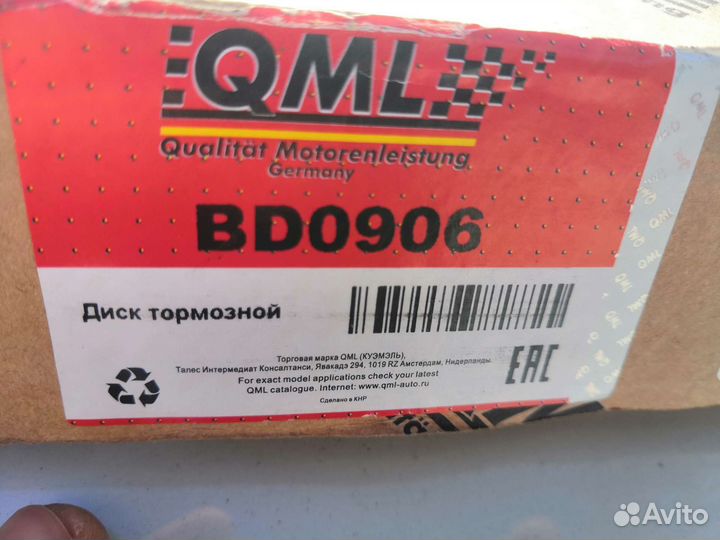 QML
Qualität Motorenleistung
Germany
BD0906
Диск тормозной
Торговая марка QML (КУЭМЭЛЬ),
Талес Интермедиат Консалтанси, Явакадэ 294, 1019 RZ Амстердам, Нидерланды.
For exact model applications check your latest
QML catalogue. Internet: www.qml-auto.ru
Сделано в КНР
EAC
Avito